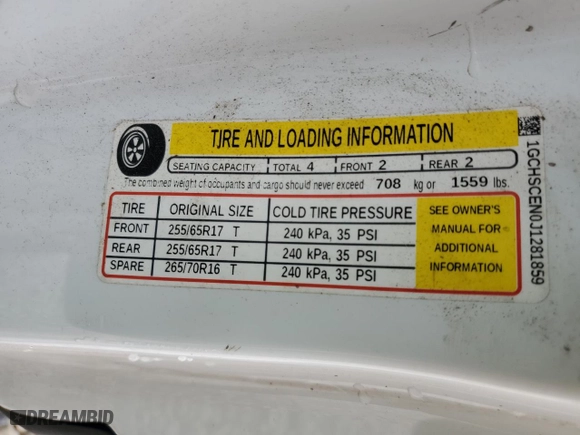 TIRE AND LOADING INFORMATION
SEATING CAPACITY TOTAL 4 FRONT 2 REAR 2
The combined weight of occupants and cargo should never exceed 708 kg or 1559 lbs.
TIRE ORIGINAL SIZE COLD TIRE PRESSURE
FRONT 255/65R17 T 240 kPa, 35 PSI
REAR 255/65R17 T 240 kPa, 35 PSI
SPARE 265/70R16 T 240 kPa, 35 PSI
SEE OWNER'S
MANUAL FOR
ADDITIONAL
INFORMATION
1GCHSCEN0J1281859
DREAMBID